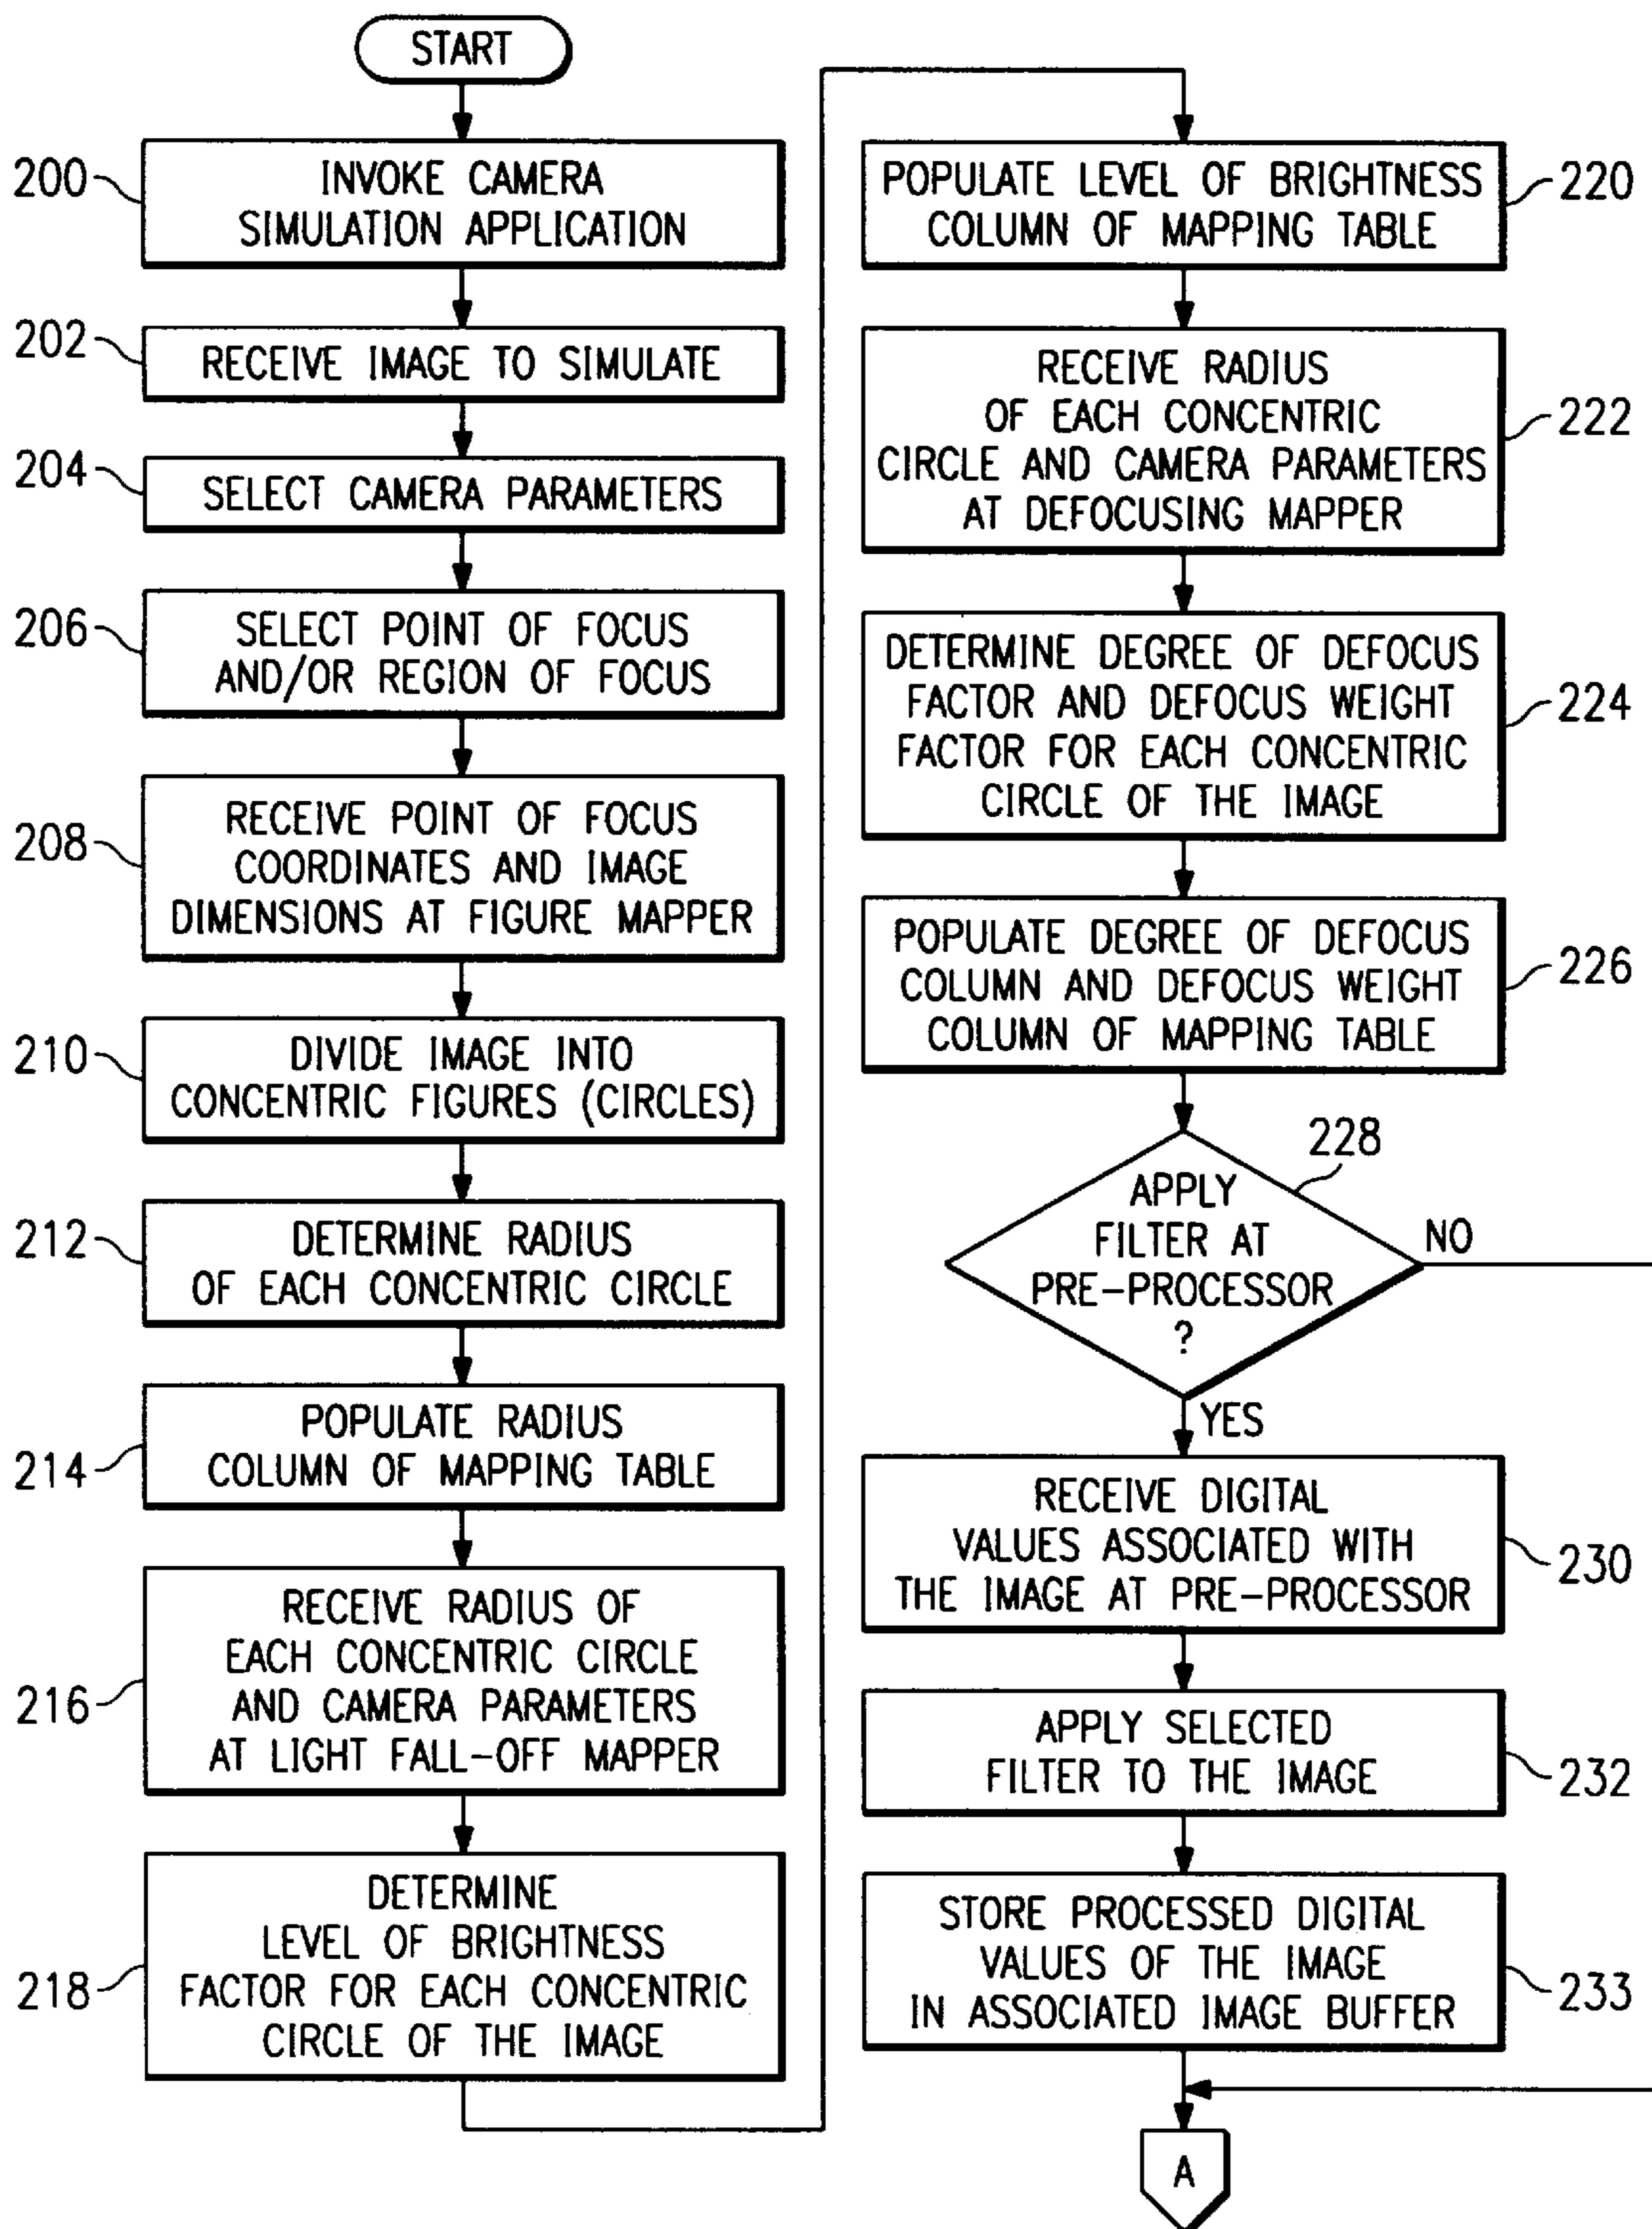 START
200
INVOKE CAMERA
SIMULATION APPLICATION
202
RECEIVE IMAGE TO SIMULATE
204
SELECT CAMERA PARAMETERS
206
SELECT POINT OF FOCUS
AND/OR REGION OF FOCUS
208
RECEIVE POINT OF FOCUS
COORDINATES AND IMAGE
DIMENSIONS AT FIGURE MAPPER
210
DIVIDE IMAGE INTO
CONCENTRIC FIGURES (CIRCLES)
212
DETERMINE RADIUS
OF EACH CONCENTRIC CIRCLE
214
POPULATE RADIUS
COLUMN OF MAPPING TABLE
216
RECEIVE RADIUS OF
EACH CONCENTRIC CIRCLE
AND CAMERA PARAMETERS
AT LIGHT FALL-OFF MAPPER
218
DETERMINE
LEVEL OF BRIGHTNESS
FACTOR FOR EACH CONCENTRIC
CIRCLE OF THE IMAGE
POPULATE LEVEL OF BRIGHTNESS
COLUMN OF MAPPING TABLE
220
RECEIVE RADIUS
OF EACH CONCENTRIC
CIRCLE AND CAMERA PARAMETERS
AT DEFOCUSING MAPPER
222
DETERMINE DEGREE OF DEFOCUS
FACTOR AND DEFOCUS WEIGHT
FACTOR FOR EACH CONCENTRIC
CIRCLE OF THE IMAGE
224
POPULATE DEGREE OF DEFOCUS
COLUMN AND DEFOCUS WEIGHT
COLUMN OF MAPPING TABLE
226
228
APPLY
FILTER AT
PRE-PROCESSOR
?
NO
YES
RECEIVE DIGITAL
VALUES ASSOCIATED WITH
THE IMAGE AT PRE-PROCESSOR
230
APPLY SELECTED
FILTER TO THE IMAGE
232
STORE PROCESSED DIGITAL
VALUES OF THE IMAGE
IN ASSOCIATED IMAGE BUFFER
233
A